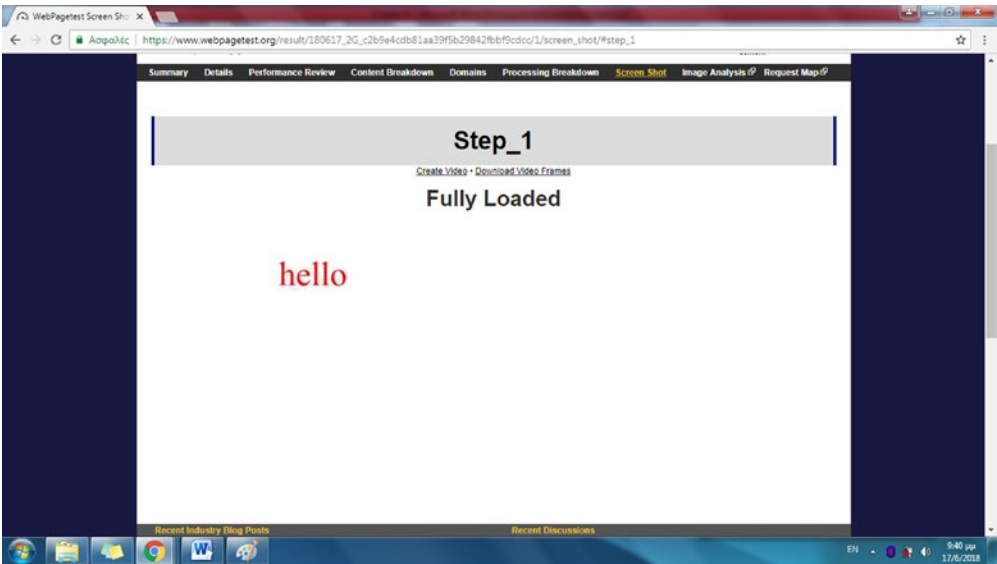 WebPagetest Screen Sho
Ασφαλές | https://www.webpagetest.org/result/180617_2G_c2b9e4cdb81aa39f5b29842fbbf9cdcc/1/screen_shot/#step_1
Summary Details Performance Review Content Breakdown Domains Processing Breakdown Screen Shot Image Analysis Request Map
Step_1
Create Video • Download Video Frames
Fully Loaded
hello
Recent Industry Blog Posts Recent Discussions
EN 9:40 μμ
17/6/2018